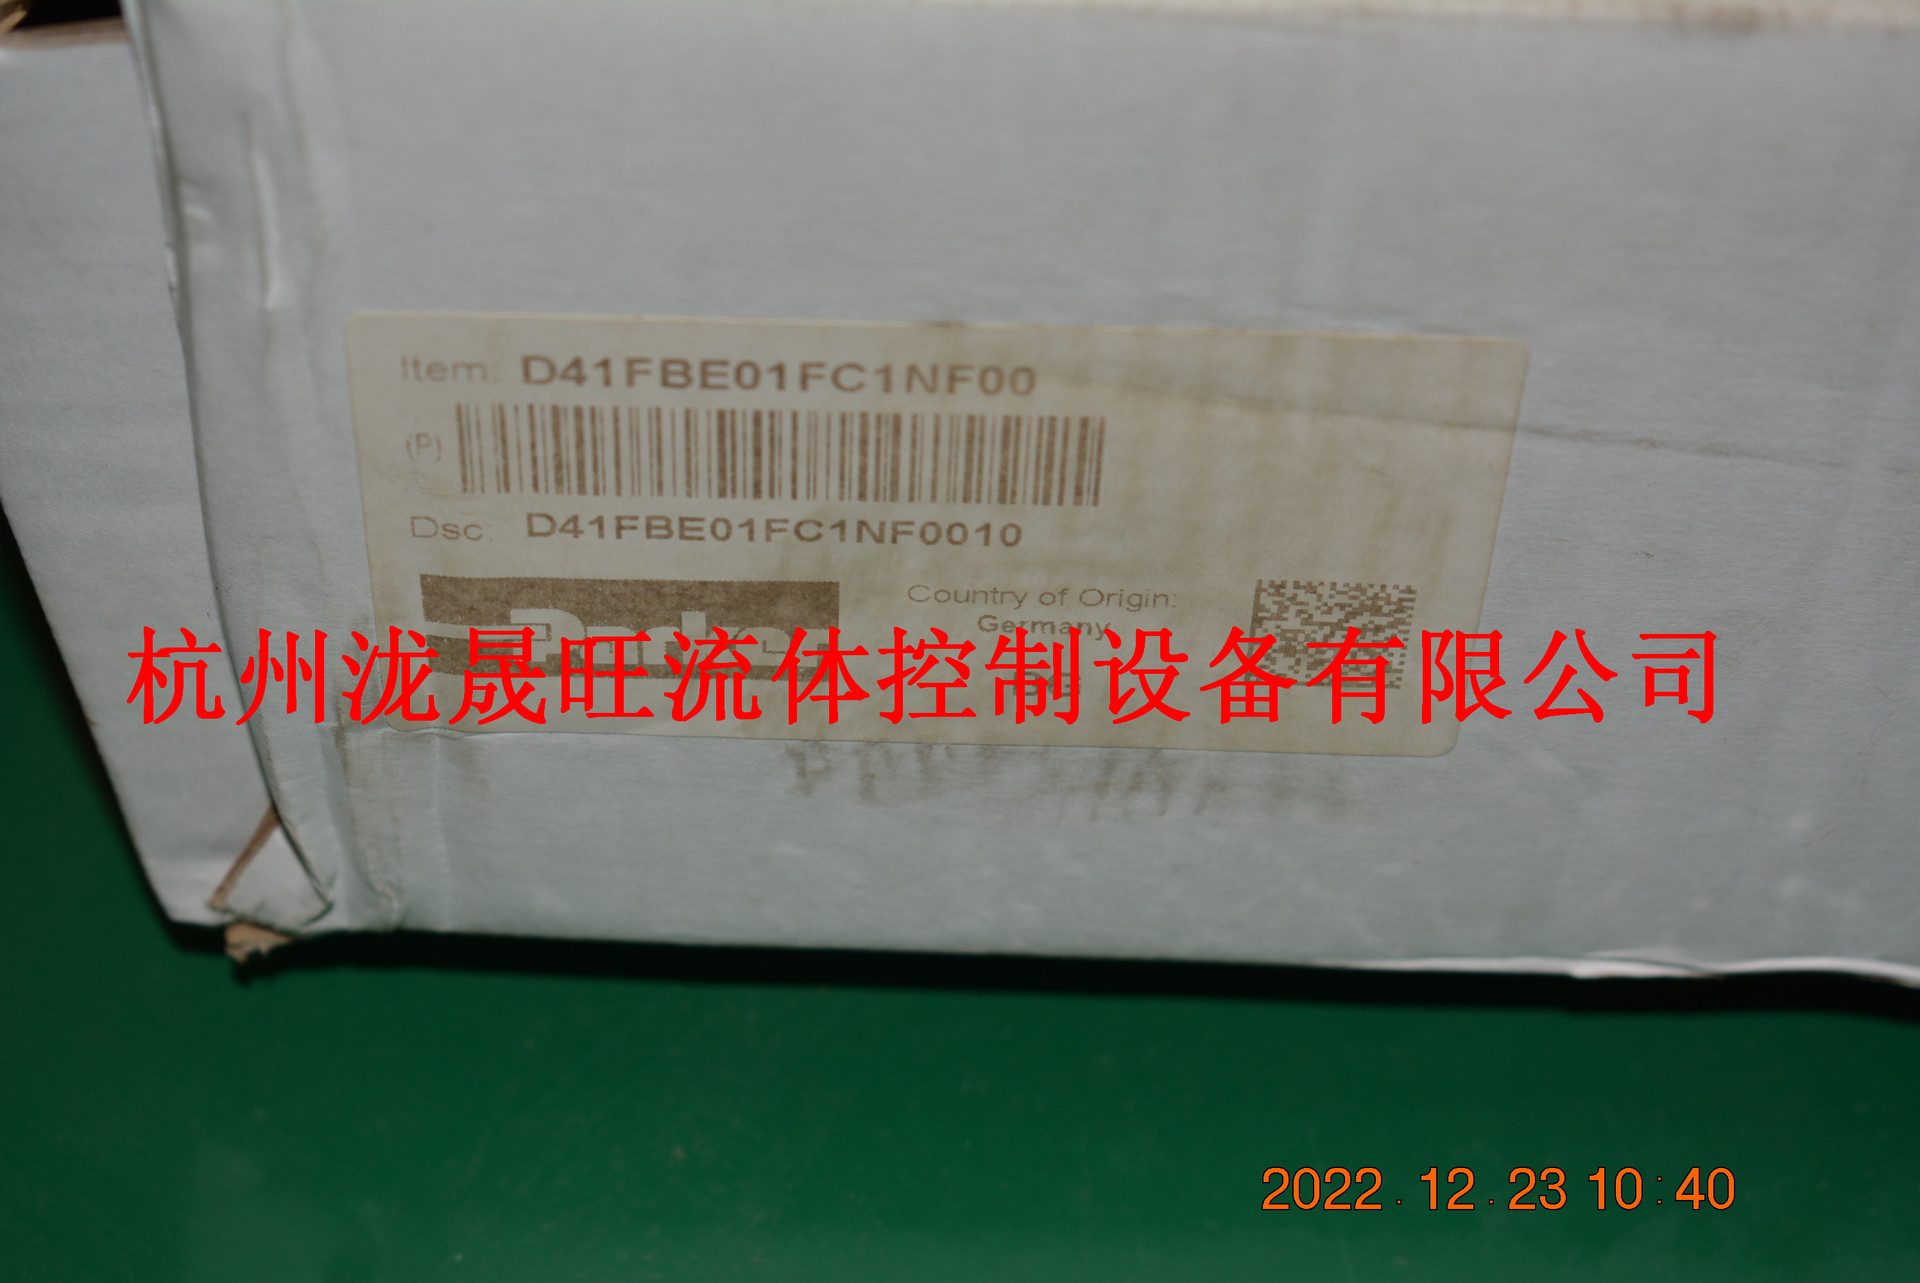 Item: D41FBE01FC1NF00
(P)
Dsc: D41FBE01FC1NF0010
Parker
Country of Origin:
Germany
杭州泷晟旺流体控制设备有限公司
2022.12.23 10:40